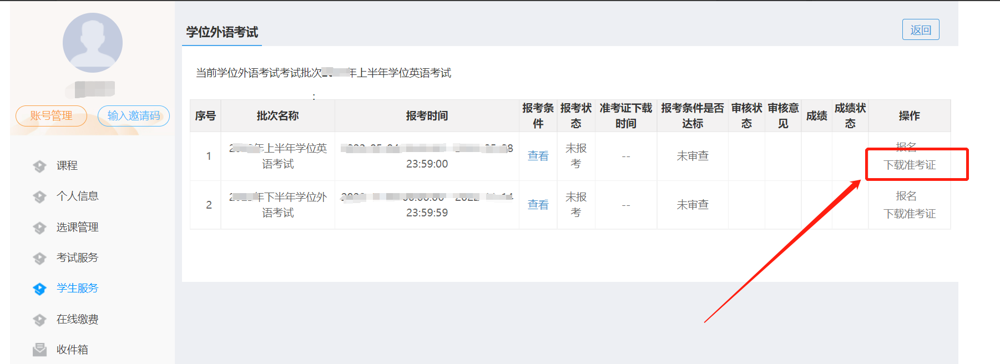 学位外语考试
返回
账号管理
输入邀请码
课程
个人信息
选课管理
考试服务
学生服务
在线缴费
收件箱
当前学位外语考试考试批次 年上半年学位英语考试
:
序号 批次名称 报考时间 报考条件 报考状态 准考证下载时间 报考条件是否达标 审核状态 审核意见 成绩 成绩状态 操作
1
年上半年学位英
语考试
23:59:00
查看
未报
考
--
未审查
报名
下载准考证
2
年下半年学位外
语考试
23:59:59
查看
未报
考
--
未审查
报名
下载准考证